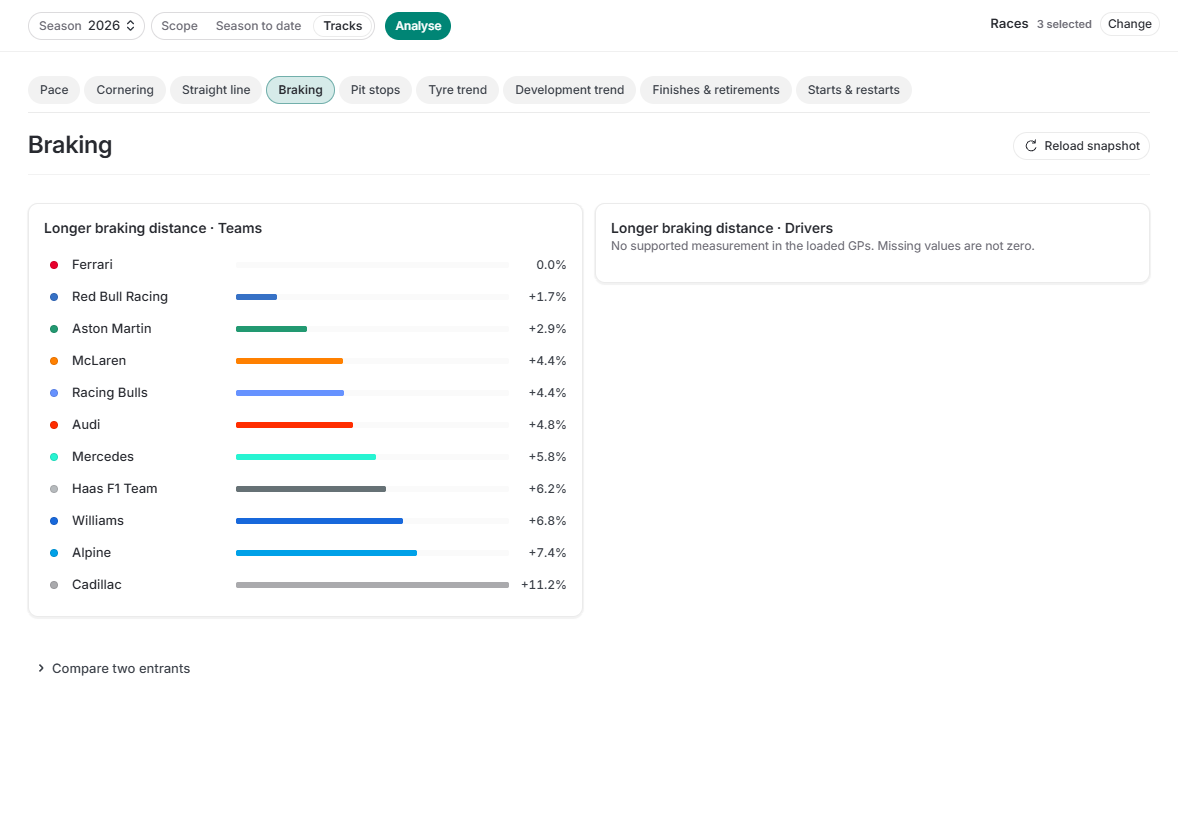 Season 2026 Scope Season to date Tracks Analyse Races 3 selected Change
Pace Cornering Straight line Braking Pit stops Tyre trend Development trend Finishes & retirements Starts & restarts
Braking Reload snapshot
Longer braking distance · Teams
Ferrari 0.0%
Red Bull Racing +1.7%
Aston Martin +2.9%
McLaren +4.4%
Racing Bulls +4.4%
Audi +4.8%
Mercedes +5.8%
Haas F1 Team +6.2%
Williams +6.8%
Alpine +7.4%
Cadillac +11.2%
Longer braking distance · Drivers
No supported measurement in the loaded GPs. Missing values are not zero.
Compare two entrants